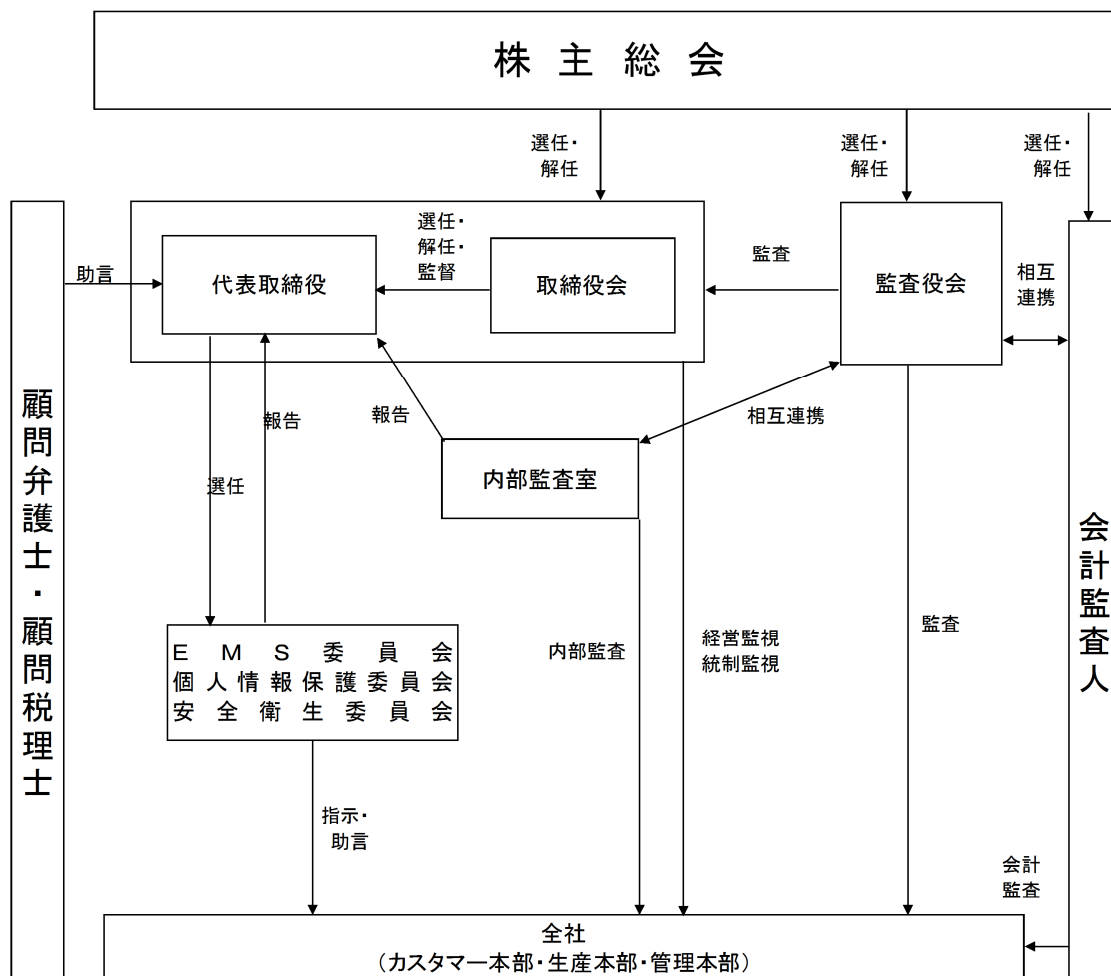 株主総会
選任・
解任
選任・
解任
選任・
解任
顧問弁護士・顧問税理士
助言
代表取締役
選任・
解任・
監督
取締役会
監査
監査役会
相互
連携
会計監査人
選任
報告
報告
内部監査室
相互連携
EMS委員会
個人情報保護委員会
安全衛生委員会
内部監査
経営監視
統制監視
監査
指示・
助言
会計
監査
全社
（カスタマー本部・生産本部・管理本部）